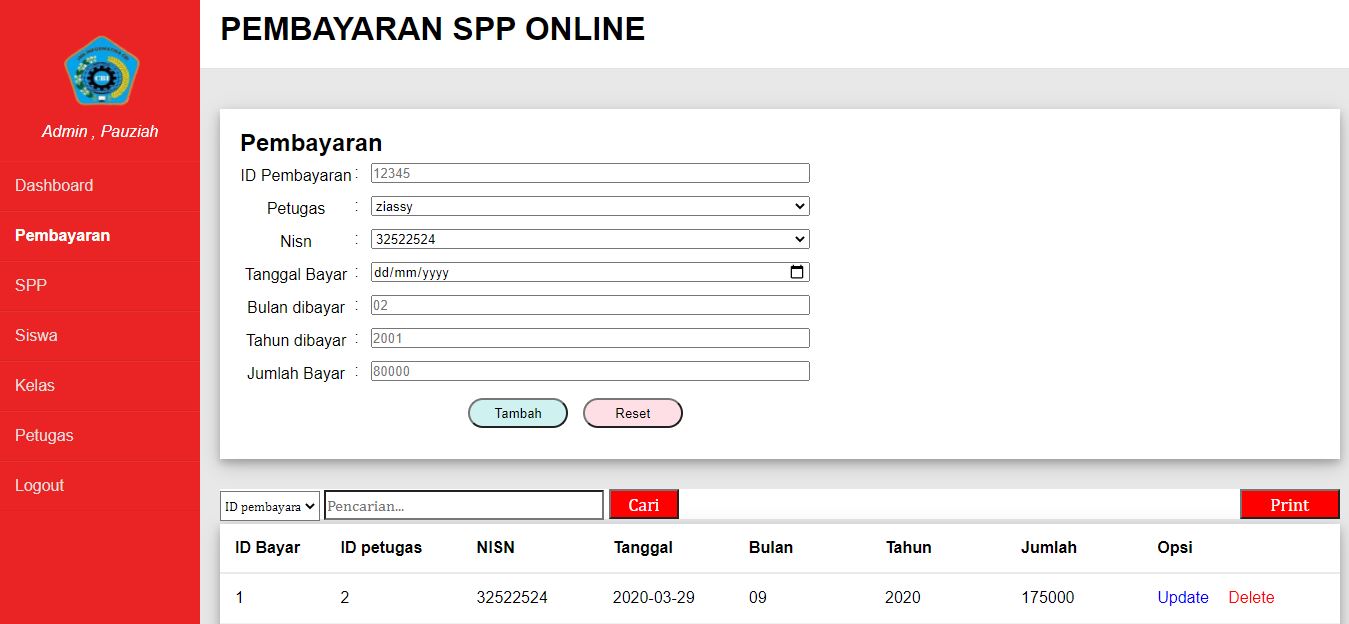 PEMBAYARAN SPP ONLINE
CBI
Admin , Pauziah
Dashboard
Pembayaran
SPP
Siswa
Kelas
Petugas
Logout
Pembayaran
ID Pembayaran : 12345
Petugas : ziassy
Nisn : 32522524
Tanggal Bayar : dd/mm/yyyy
Bulan dibayar : 02
Tahun dibayar : 2001
Jumlah Bayar : 80000
Tambah Reset
ID pembayara Pencarian... Cari Print
ID Bayar ID petugas NISN Tanggal Bulan Tahun Jumlah Opsi
1 2 32522524 2020-03-29 09 2020 175000 Update Delete